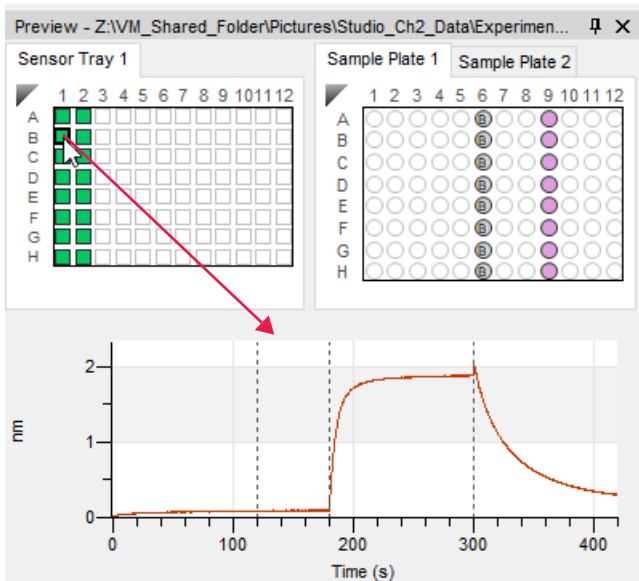 Preview - Z:\VM_Shared_Folder\Pictures\Studio_Ch2_Data\Experimen...
Sensor Tray 1
Sample Plate 1 Sample Plate 2
1 2 3 4 5 6 7 8 9 10 11 12
1 2 3 4 5 6 7 8 9 10 11 12
A
B
C
D
E
F
G
H
A B
B B
C B
D B
E B
F B
G B
H B
2
1
0
nm
0 100 200 300 400
Time (s)